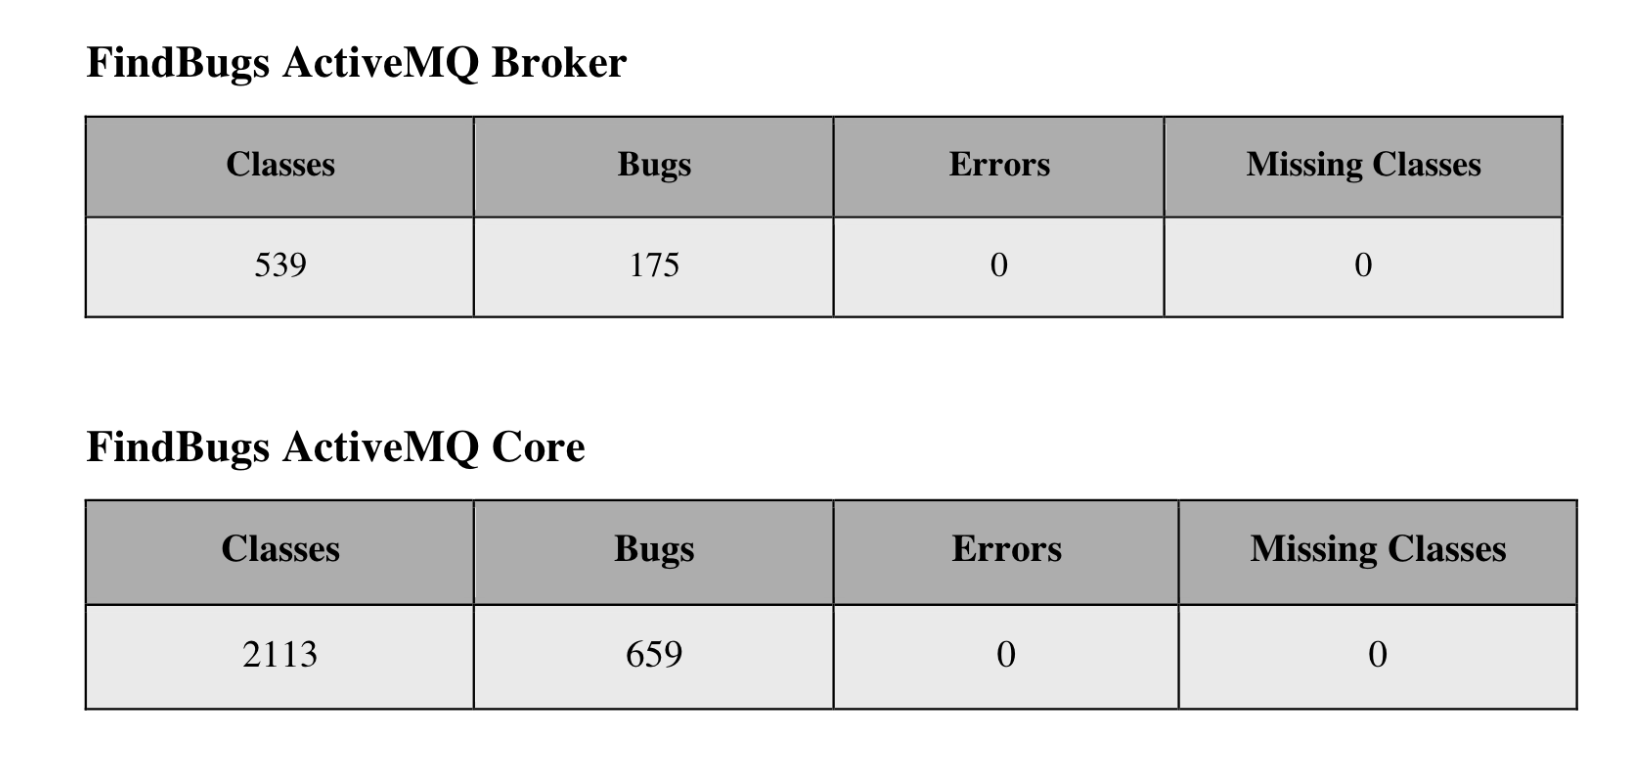 FindBugs ActiveMQ Broker
Classes Bugs Errors Missing Classes
539 175 0 0
FindBugs ActiveMQ Core
Classes Bugs Errors Missing Classes
2113 659 0 0